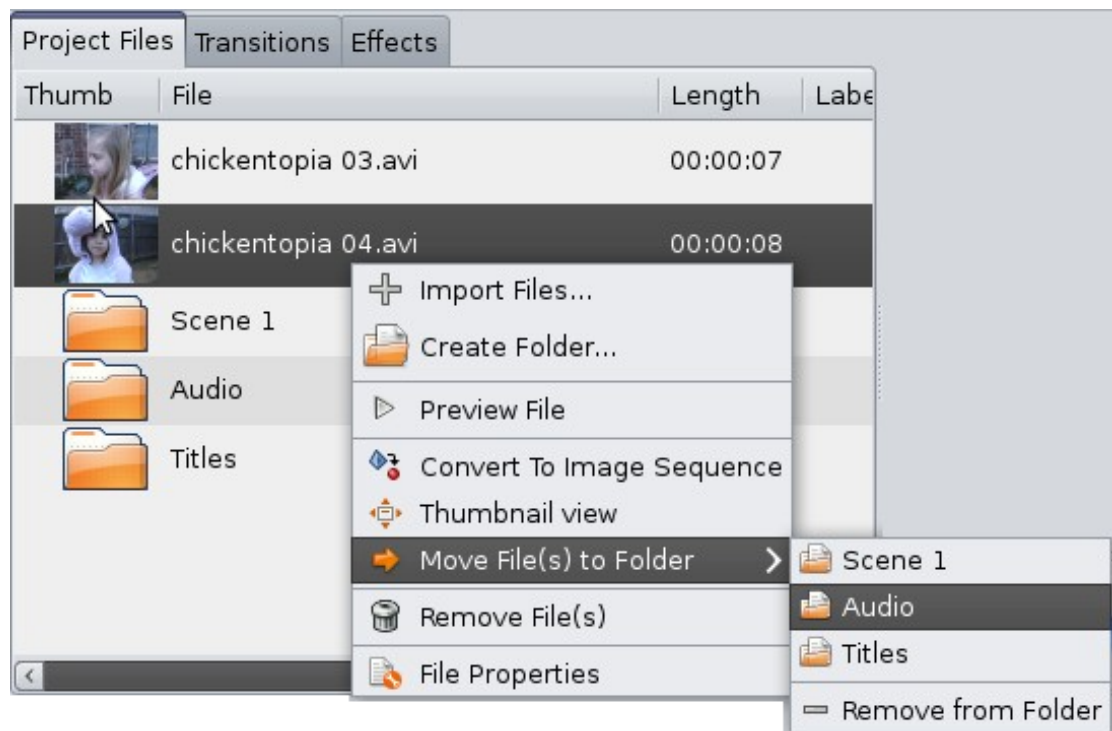 Project Files Transitions Effects
Thumb File Length Labe
chickentopia 03.avi 00:00:07
chickentopia 04.avi 00:00:08
Scene 1
Audio
Titles
Import Files...
Create Folder...
Preview File
Convert To Image Sequence
Thumbnail view
Move File(s) to Folder
Remove File(s)
File Properties
Scene 1
Audio
Titles
Remove from Folder